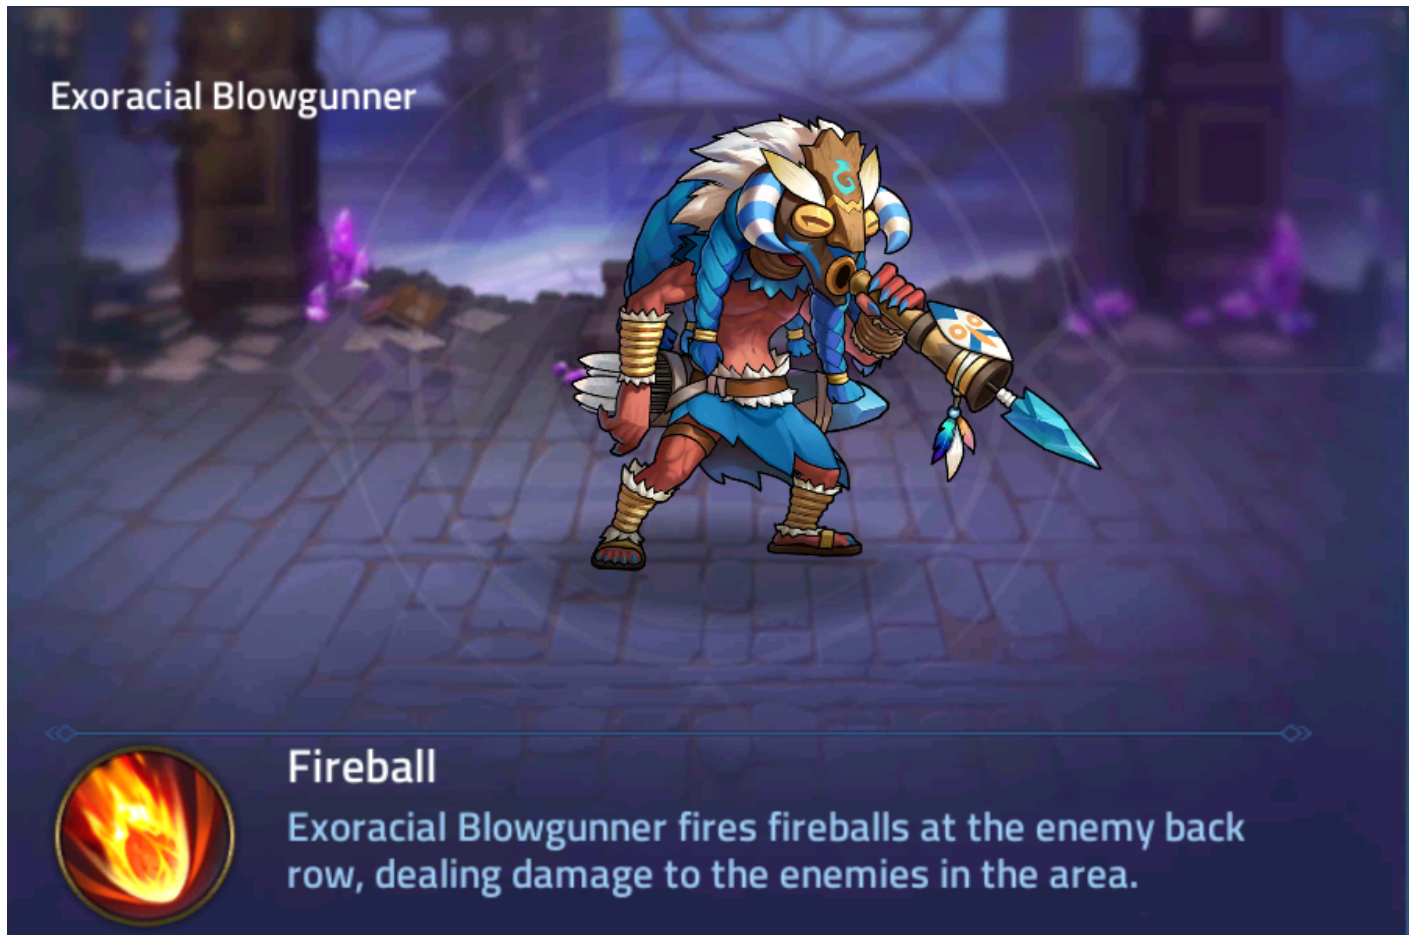 Exoracial Blowgunner
Fireball
Exoracial Blowgunner fires fireballs at the enemy back
row, dealing damage to the enemies in the area.